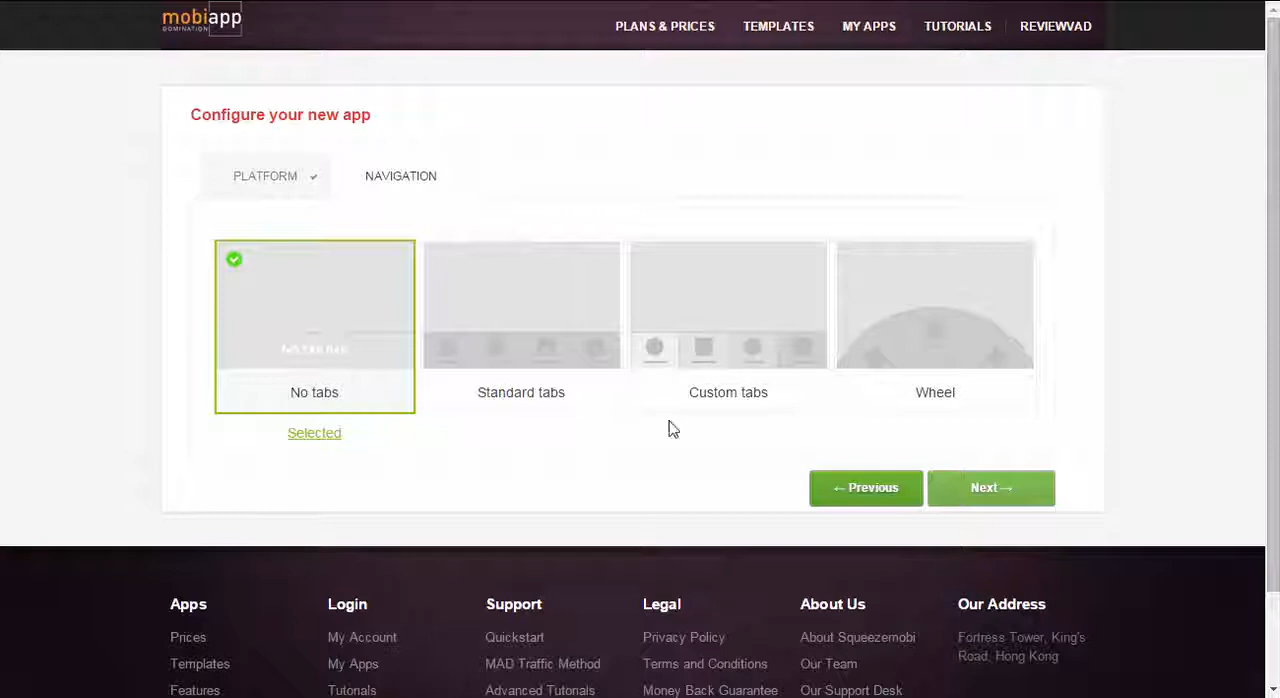 mobiapp
DOMINATION
PLANS & PRICES
TEMPLATES
MY APPS
TUTORIALS
REVIEWVAD
Configure your new app
PLATFORM
NAVIGATION
No tabs
Standard tabs
Custom tabs
Wheel
Selected
← Previous
Next →
Apps
Login
Support
Legal
About Us
Our Address
Prices
My Account
Quickstart
Privacy Policy
About Squeezemobi
Fortress Tower, King's
Road, Hong Kong
Templates
My Apps
MAD Traffic Method
Terms and Conditions
Our Team
Features
Tutorials
Advanced Tutorials
Money Back Guarantee
Our Support Desk